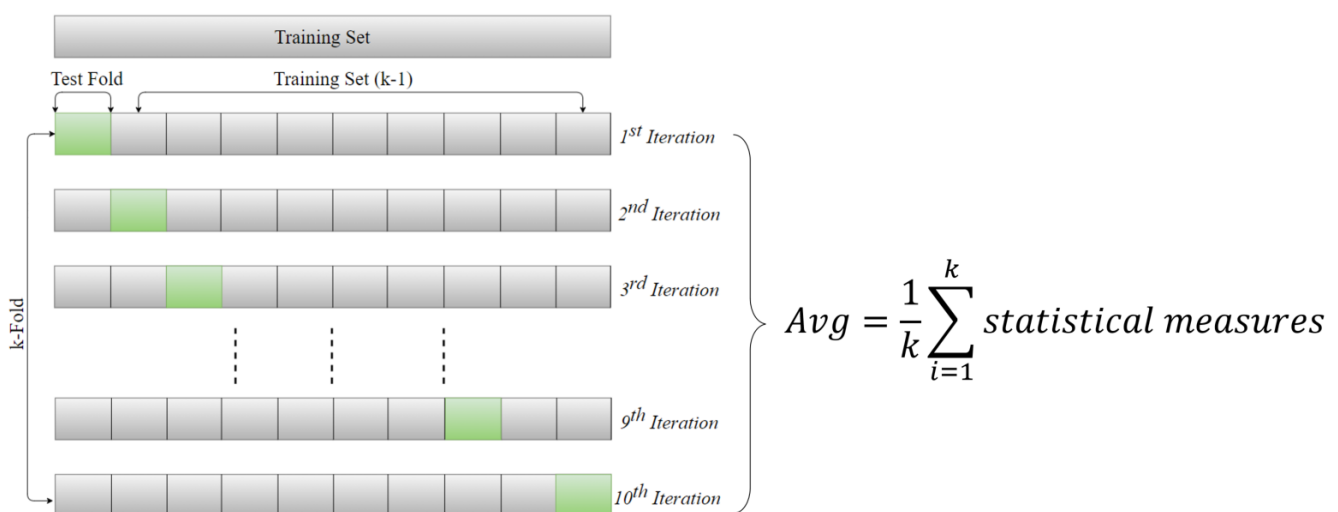 Training Set
Test Fold
Training Set (k-1)
1st Iteration
2nd Iteration
3rd Iteration
k-Fold
Avg = 1/k ∑ i=1 k statistical measures
9th Iteration
10th Iteration